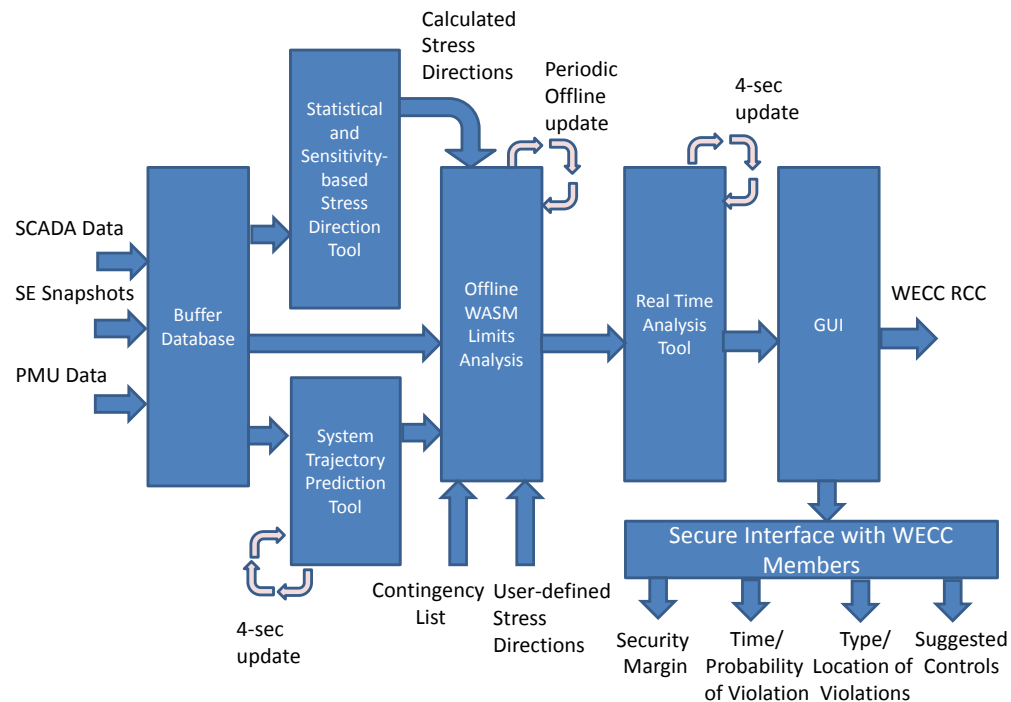 Calculated
Stress
Directions
Periodic
Offline
update
4-sec
update
Statistical
and
Sensitivity-
based
Stress
Direction
Tool
SCADA Data
SE Snapshots
PMU Data
Buffer
Database
Offline
WASM
Limits
Analysis
Real Time
Analysis
Tool
GUI
WECC RCC
System
Trajectory
Prediction
Tool
4-sec
update
Contingency
List
User-defined
Stress
Directions
Secure Interface with WECC
Members
Security
Margin
Time/
Probability
of Violation
Type/
Location of
Violations
Suggested
Controls